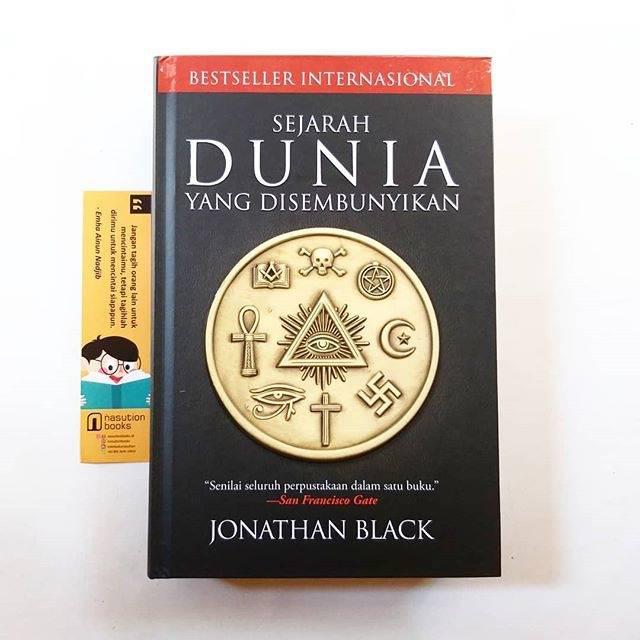 BESTSELLER INTERNASIONAL
SEJARAH
DUNIA
YANG DISEMBUNYIKAN
“Senilai seluruh perpustakaan dalam satu buku.”
—San Francisco Gate
JONATHAN BLACK
"
Jangan tagih orang lain untuk
mencintaimu, tetapi tagihlah
dirimu untuk mencintai siapapun.
- Emha Ainun Nadjib
nasution
books